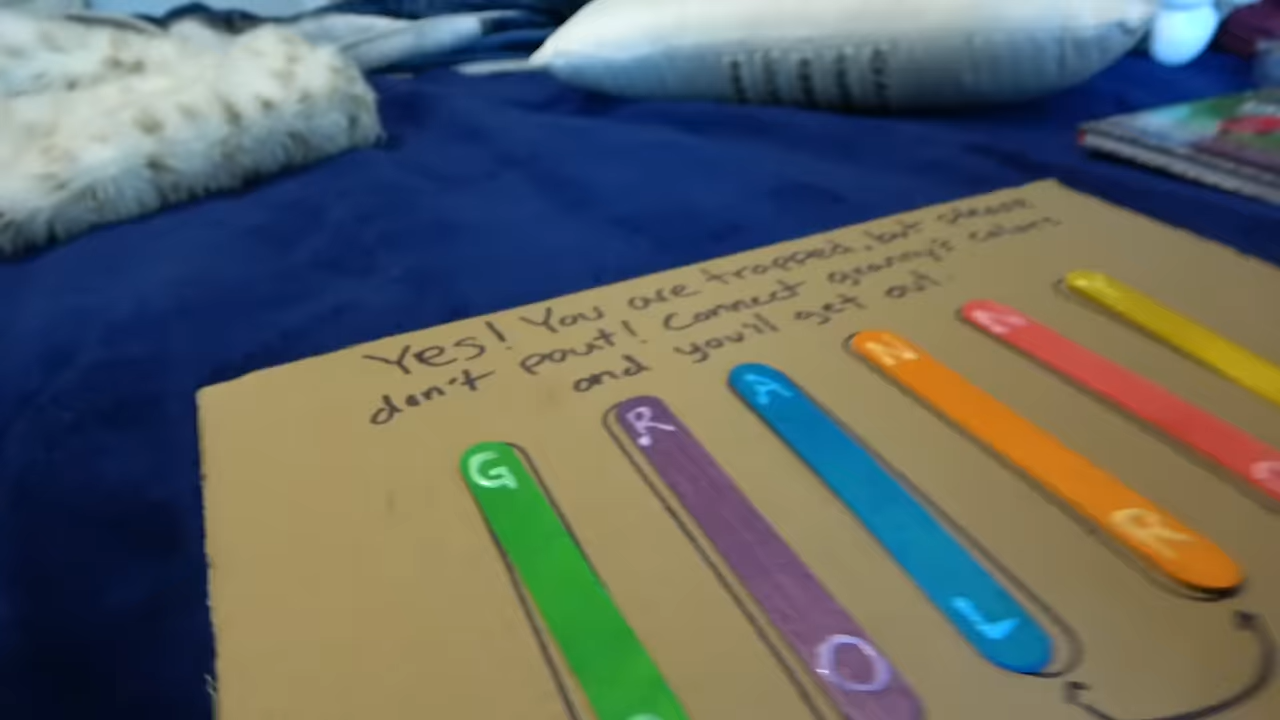 Yes! You are trapped, but please
don't pout! Connect granny's colors
and you'll get out.
G R A N N Y
O R